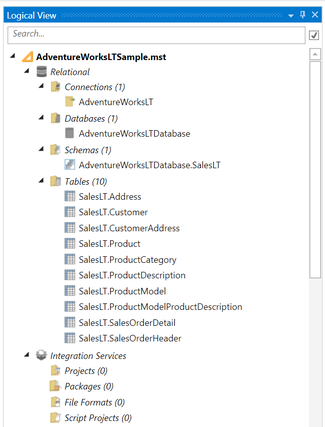 Logical View
Search...
AdventureWorksLTSample.mst
Relational
Connections (1)
AdventureWorksLT
Databases (1)
AdventureWorksLTDatabase
Schemas (1)
AdventureWorksLTDatabase.SalesLT
Tables (10)
SalesLT.Address
SalesLT.Customer
SalesLT.CustomerAddress
SalesLT.Product
SalesLT.ProductCategory
SalesLT.ProductDescription
SalesLT.ProductModel
SalesLT.ProductModelProductDescription
SalesLT.SalesOrderDetail
SalesLT.SalesOrderHeader
Integration Services
Projects (0)
Packages (0)
File Formats (0)
Script Projects (0)